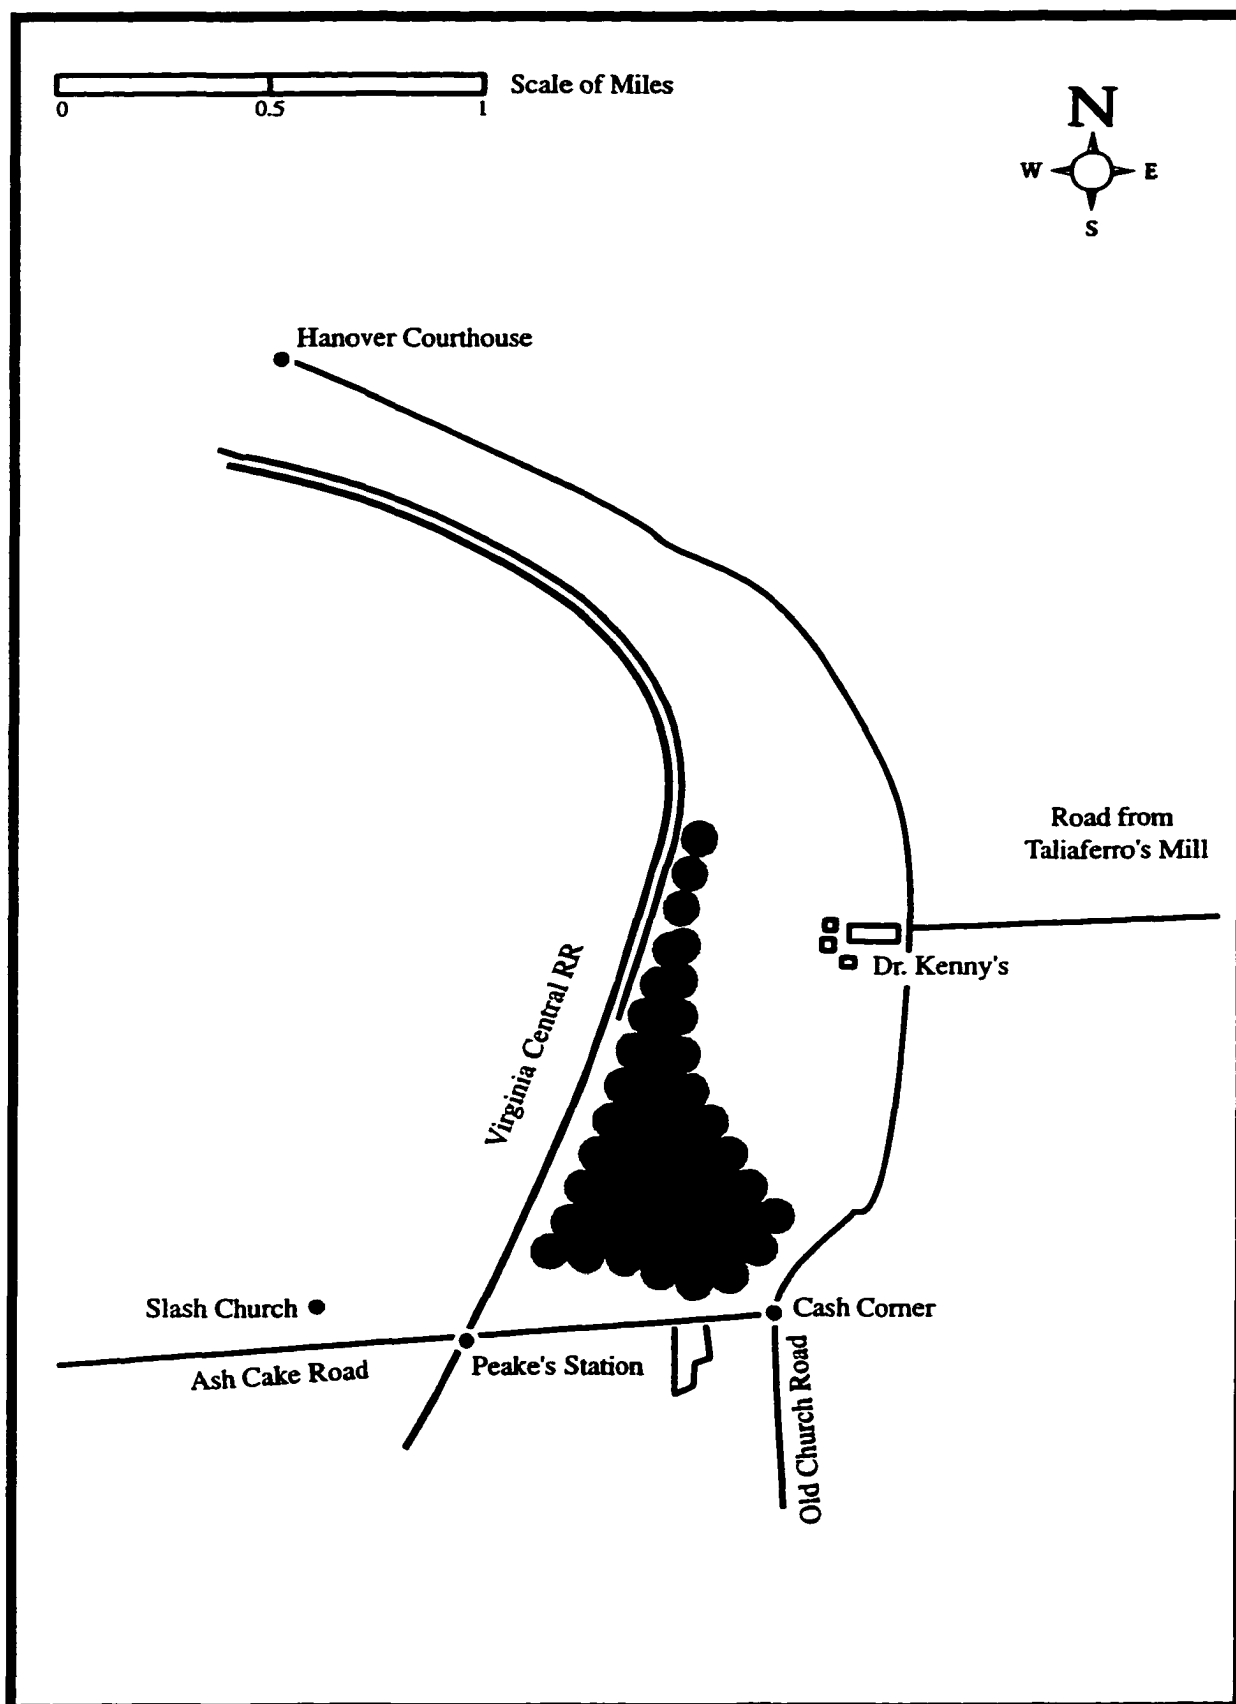 Scale of Miles
0 0.5 1
N
W E
S
Hanover Courthouse
Road from
Taliaferro's Mill
Dr. Kenny's
Virginia Central RR
Slash Church
Cash Corner
Ash Cake Road
Peake's Station
Old Church Road